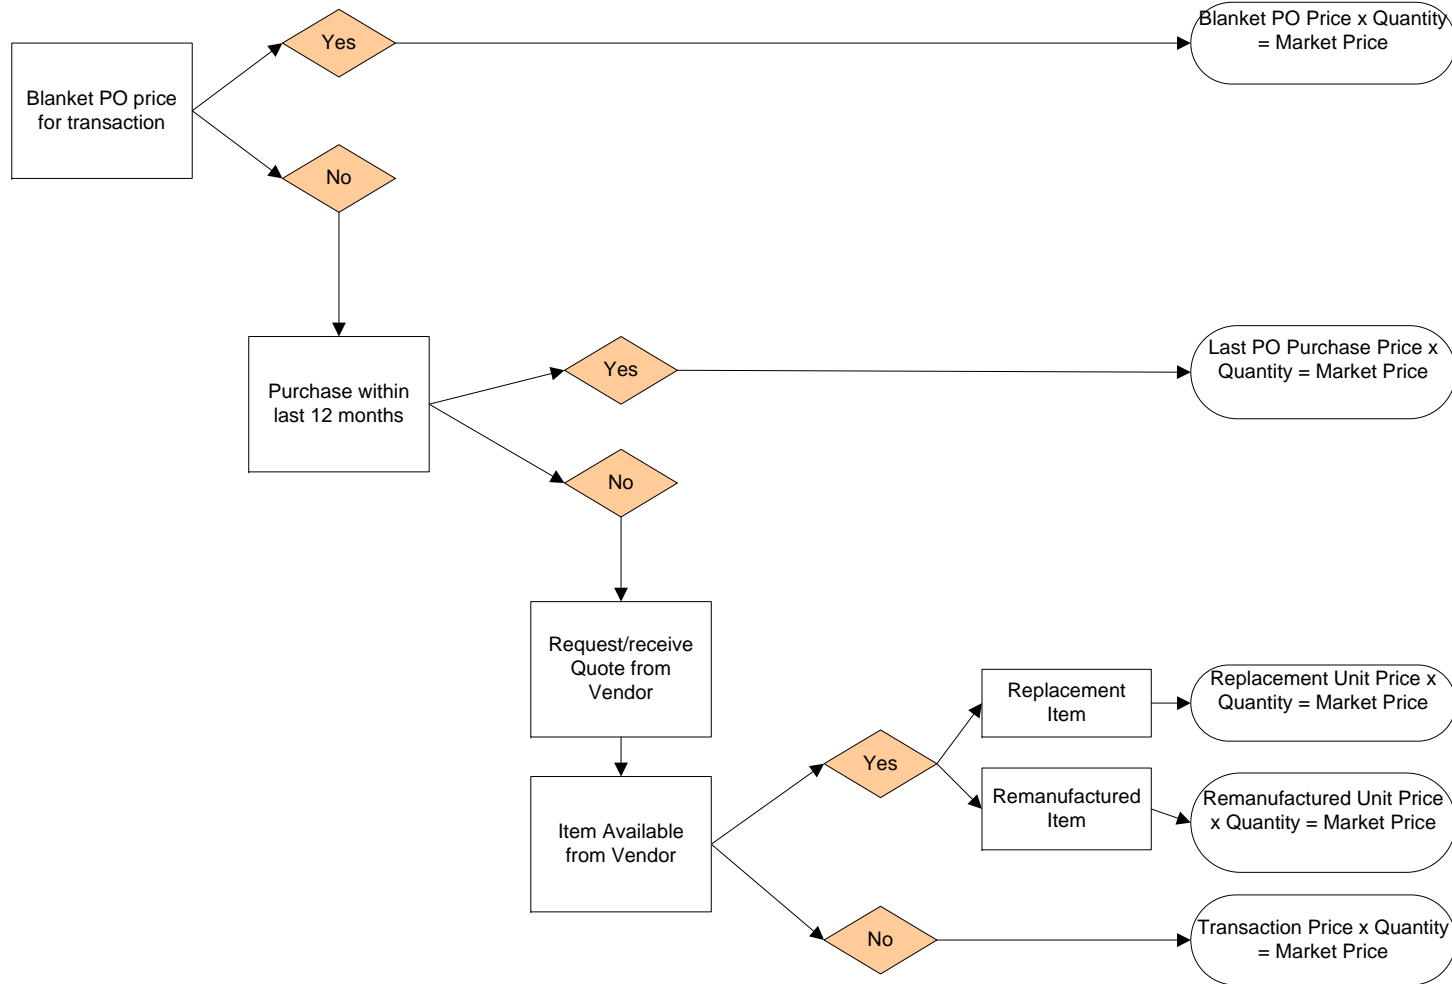 Blanket PO price
for transaction
Yes
Blanket PO Price x Quantity
= Market Price
No
Purchase within
last 12 months
Yes
Last PO Purchase Price x
Quantity = Market Price
No
Request/receive
Quote from
Vendor
Item Available
from Vendor
Yes
Replacement
Item
Replacement Unit Price x
Quantity = Market Price
Remanufactured
Item
Remanufactured Unit Price
x Quantity = Market Price
No
Transaction Price x Quantity
= Market Price